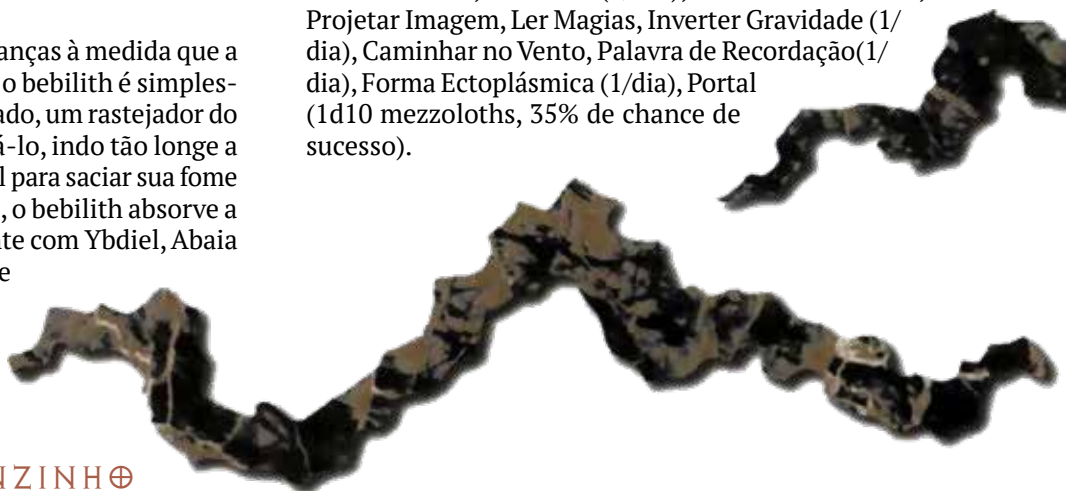 anças à medida que a
o bebilith é simples-
ado, um rastejador do
á-lo, indo tão longe a
l para saciar sua fome
, o bebilith absorve a
te com Ybdiel, Abaia
e
Projetar Imagem, Ler Magias, Inverter Gravidade (1/
dia), Caminhar no Vento, Palavra de Recordação(1/
dia), Forma Ectoplásmica (1/dia), Portal
(1d10 mezzoloths, 35% de chance de
sucesso).
NZINHO